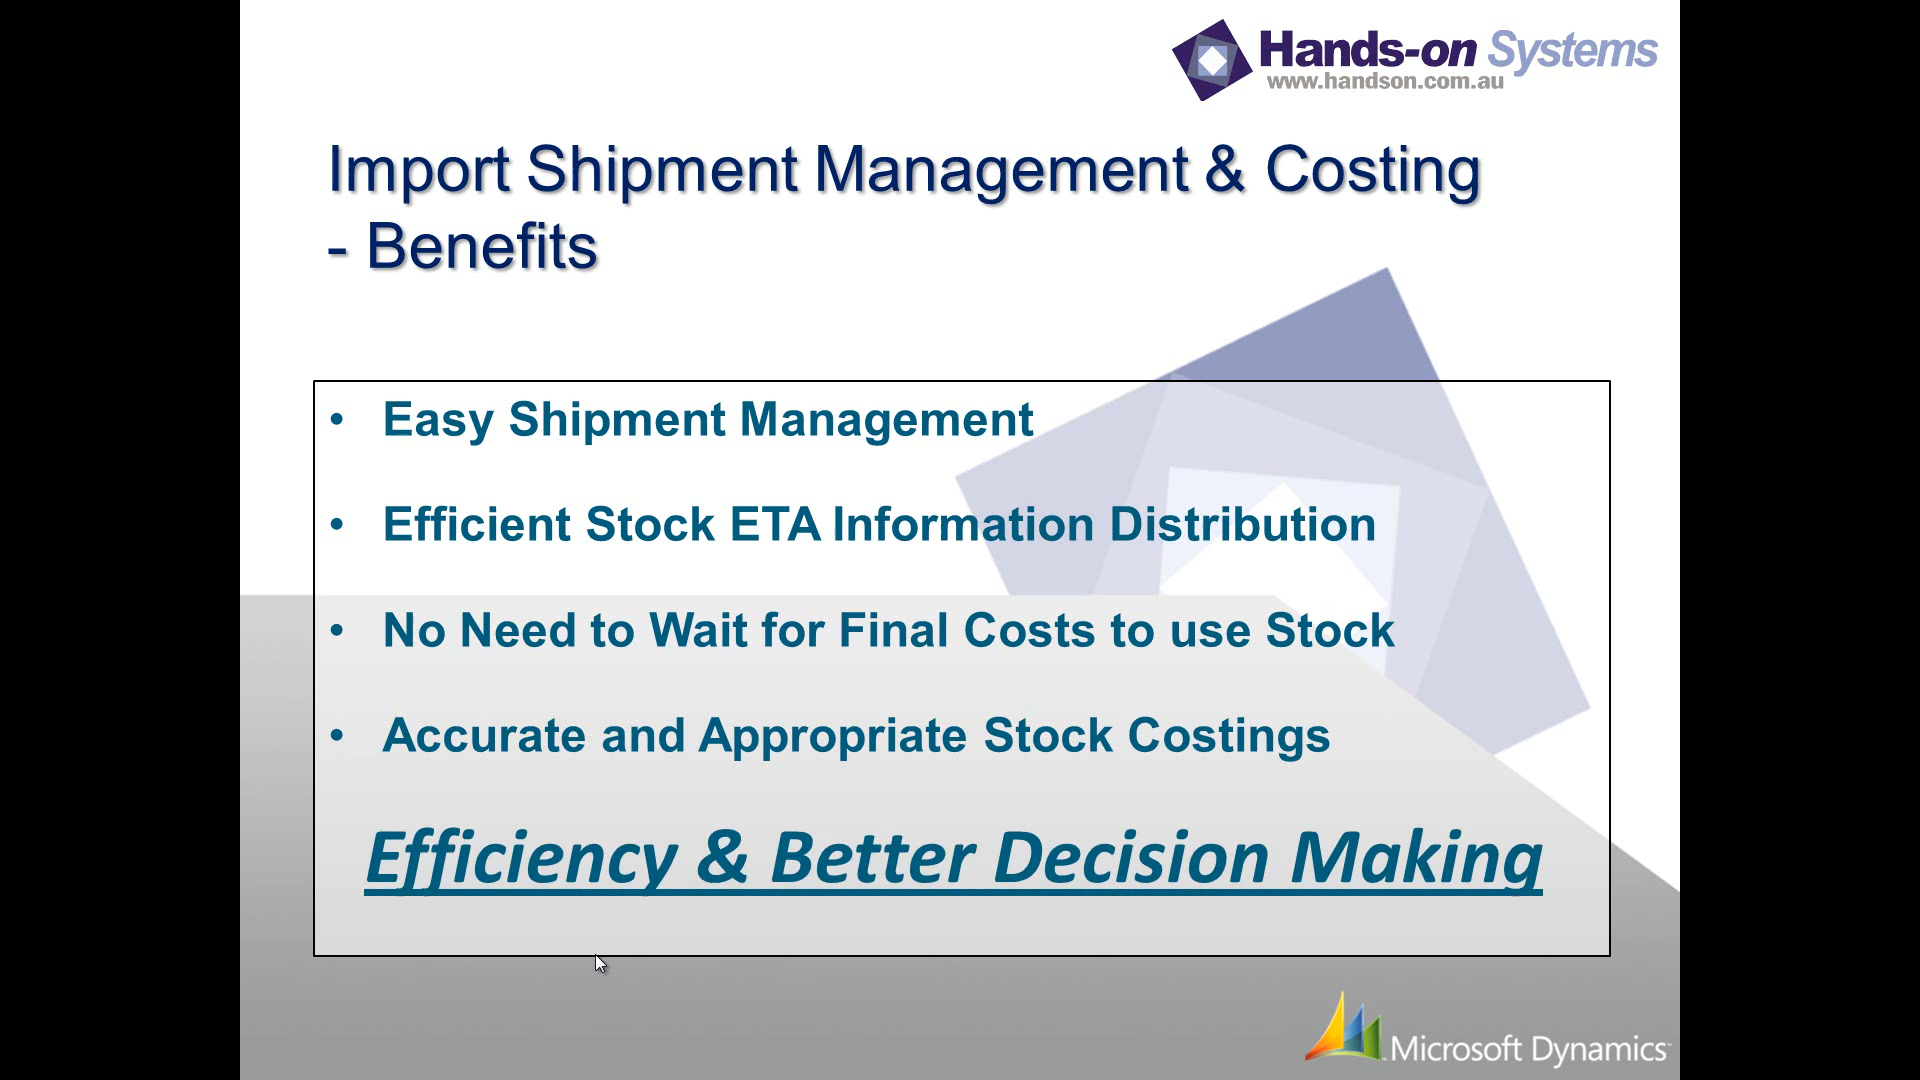 Hands-on Systems
www.handson.com.au
Import Shipment Management & Costing
- Benefits
• Easy Shipment Management
• Efficient Stock ETA Information Distribution
• No Need to Wait for Final Costs to use Stock
• Accurate and Appropriate Stock Costings
Efficiency & Better Decision Making
Microsoft Dynamics